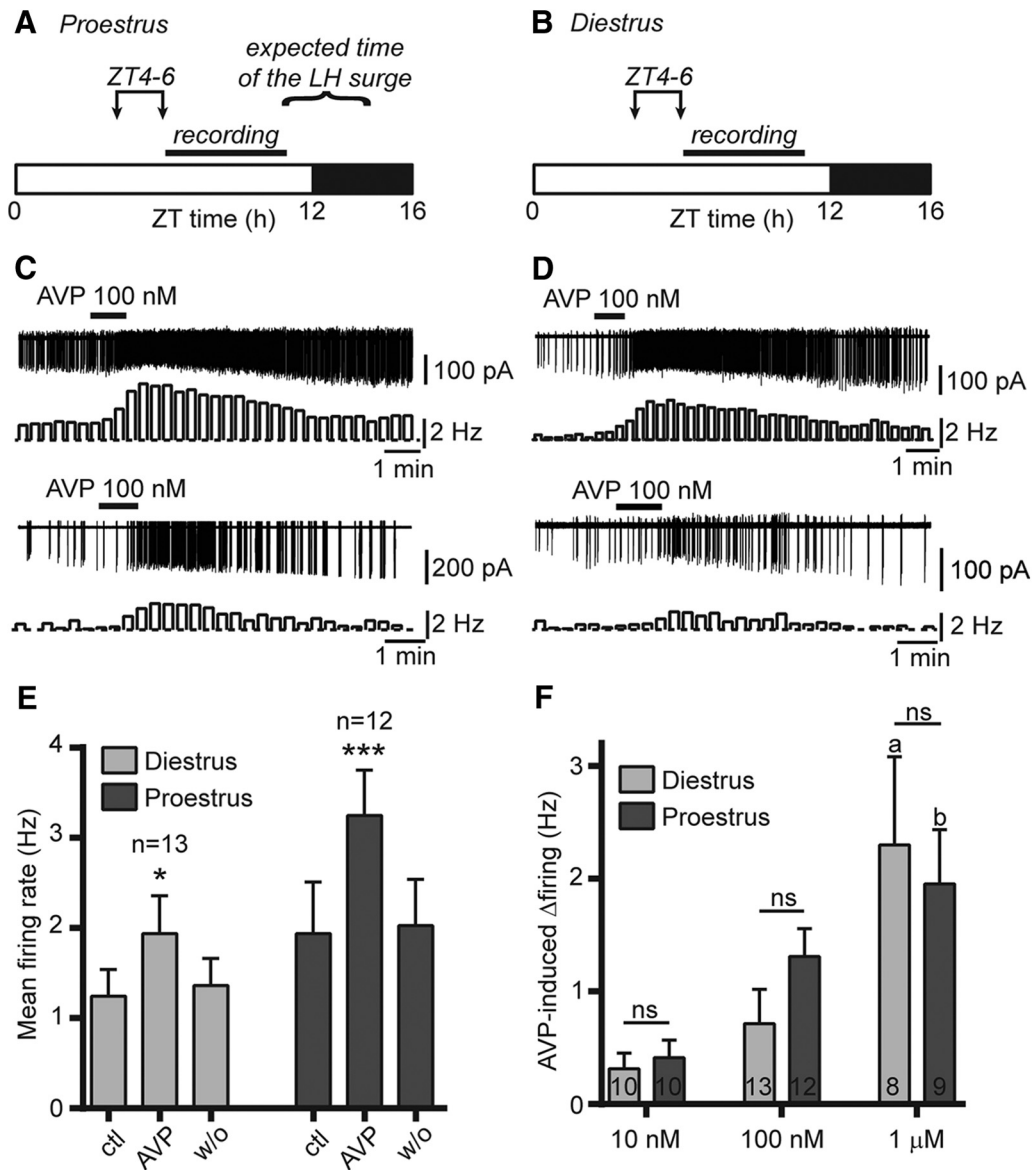 A Proestrus
expected time
of the LH surge
ZT4-6
recording
0 12 16
ZT time (h)
B Diestrus
ZT4-6
recording
0 12 16
ZT time (h)
C
AVP 100 nM
100 pA
2 Hz
1 min
AVP 100 nM
200 pA
2 Hz
1 min
D
AVP 100 nM
100 pA
2 Hz
1 min
AVP 100 nM
100 pA
2 Hz
1 min
E
Mean firing rate (Hz)
4
3
2
1
0
Diestrus
Proestrus
n=13
*
n=12
***
ctl AVP w/o ctl AVP w/o
F
AVP-induced Δfiring (Hz)
3
2
1
0
Diestrus
Proestrus
ns
ns
ns
a
b
10 10 13 12 8 9
10 nM 100 nM 1 μM